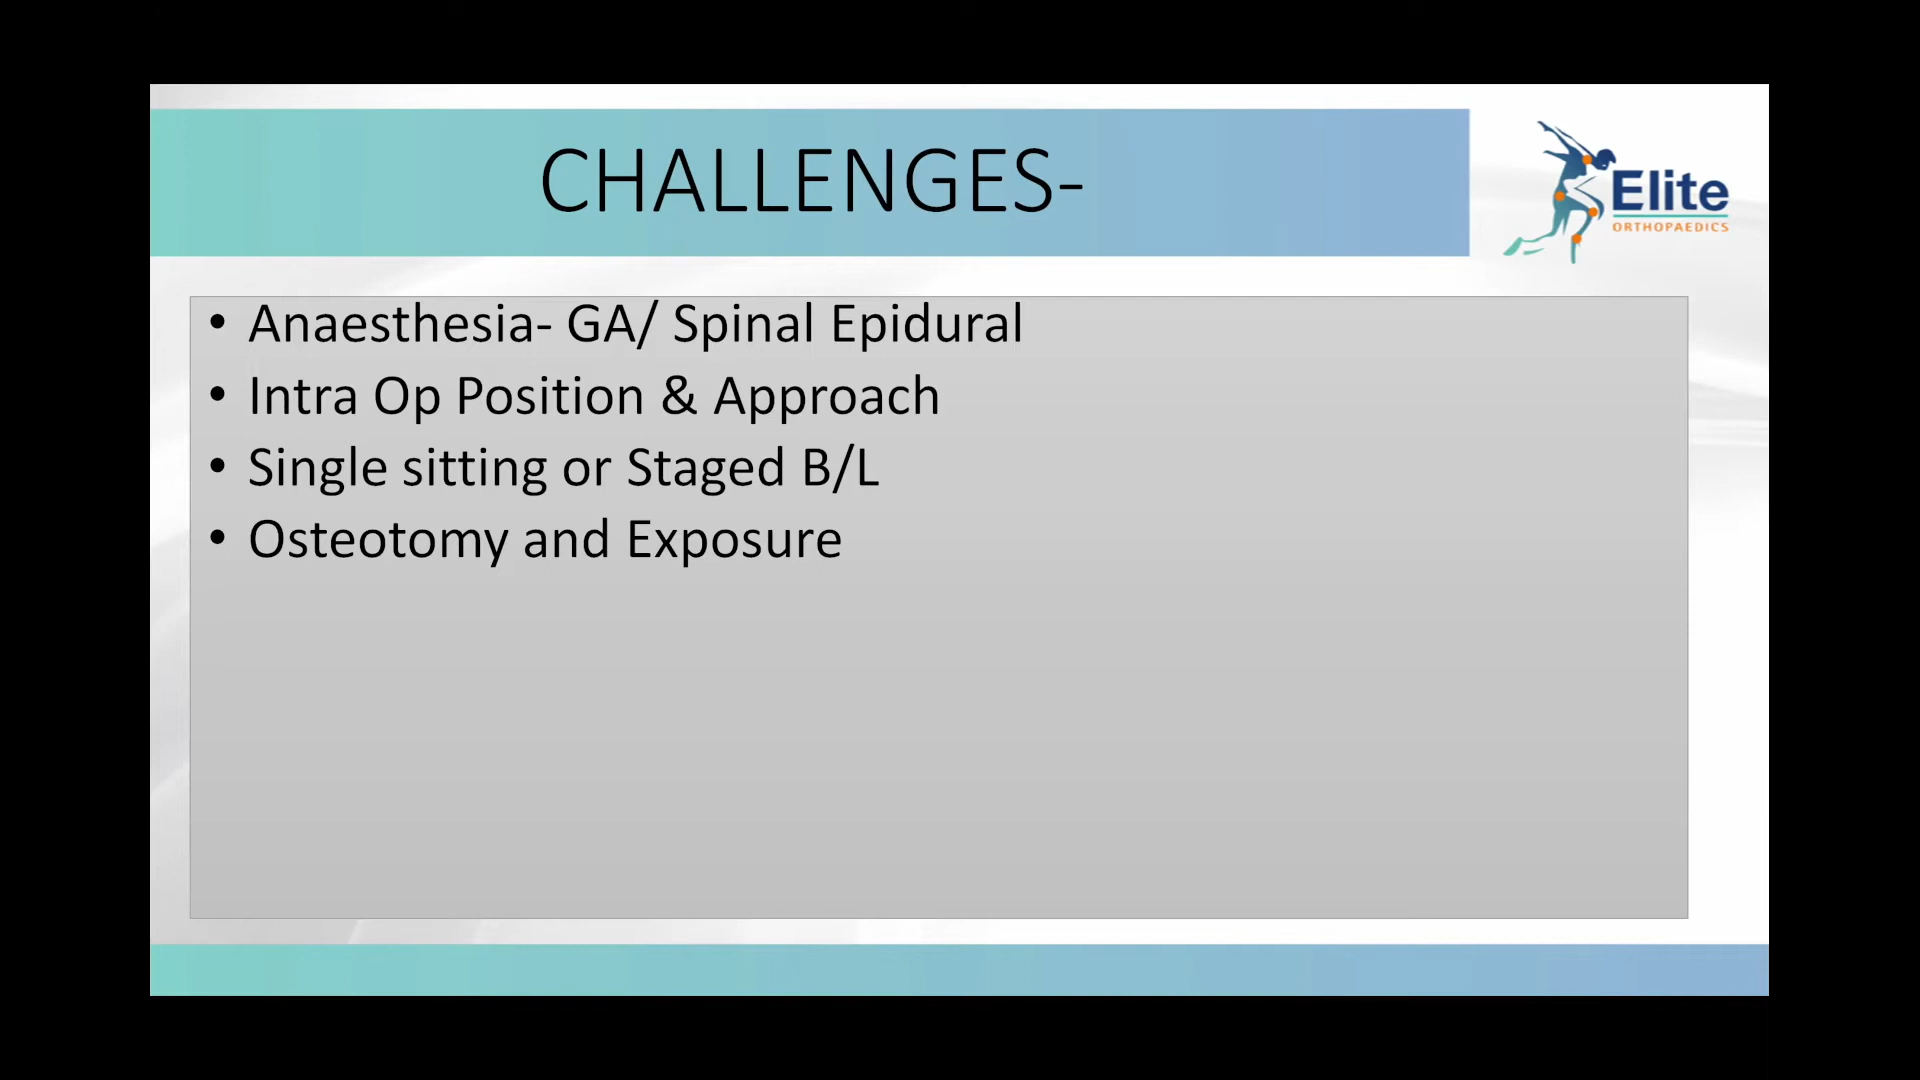 CHALLENGES-
Elite
ORTHOPAEDICS
• Anaesthesia- GA/ Spinal Epidural
• Intra Op Position & Approach
• Single sitting or Staged B/L
• Osteotomy and Exposure